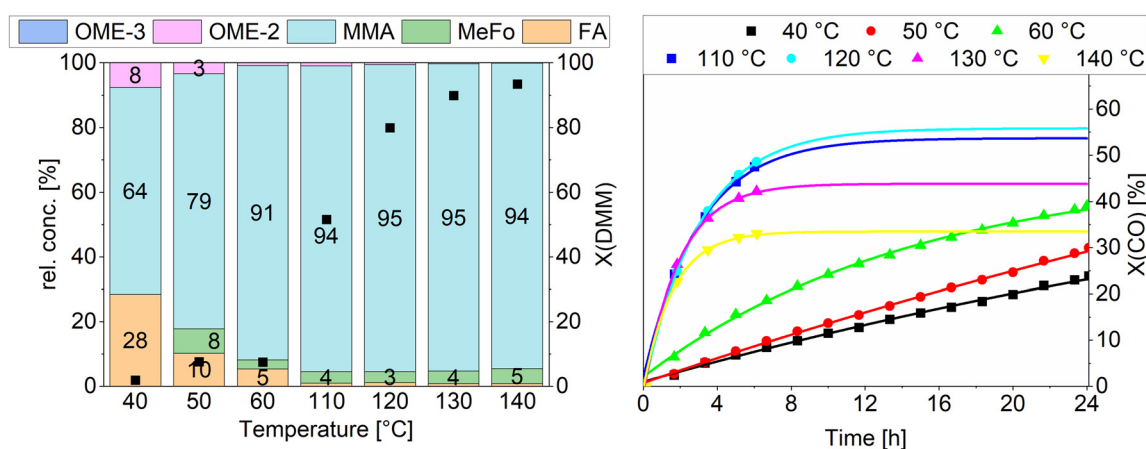 OME-3 OME-2 MMA MeFo FA
100 100
8 3
80 80
64 79 91 94 95 95 94
60 60
40 40
20 20
28 10 8 5 4 3 4 5
0 0
40 50 60 110 120 130 140
Temperature [°C]
rel. conc. [%]
X(DMM) [%]
40 °C 50 °C 60 °C
110 °C 120 °C 130 °C 140 °C
60
50
40
30
20
10
0
0 4 8 12 16 20 24
Time [h]
X(CO) [%]